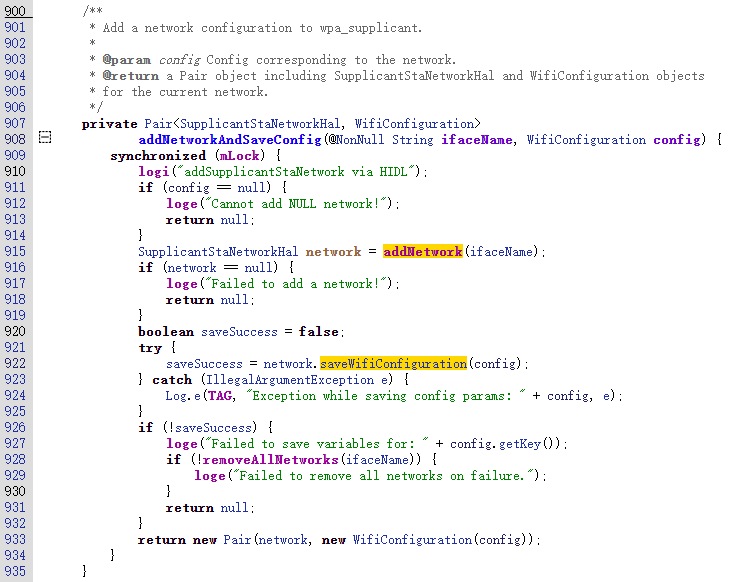 900 /**
901  * Add a network configuration to wpa_supplicant.
902  *
903  * @param config Config corresponding to the network.
904  * @return a Pair object including SupplicantStaNetworkHal and WifiConfiguration objects
905  * for the current network.
906  */
907 private Pair<SupplicantStaNetworkHal, WifiConfiguration>
908         addNetworkAndSaveConfig(@NonNull String ifaceName, WifiConfiguration config) {
909     synchronized (mLock) {
910         logi("addSupplicantStaNetwork via HIDL");
911         if (config == null) {
912             loge("Cannot add NULL network!");
913             return null;
914         }
915         SupplicantStaNetworkHal network = addNetwork(ifaceName);
916         if (network == null) {
917             loge("Failed to add a network!");
918             return null;
919         }
920         boolean saveSuccess = false;
921         try {
922             saveSuccess = network.saveWifiConfiguration(config);
923         } catch (IllegalArgumentException e) {
924             Log.e(TAG, "Exception while saving config params: " + config, e);
925         }
926         if (!saveSuccess) {
927             loge("Failed to save variables for: " + config.getKey());
928             if (!removeAllNetworks(ifaceName)) {
929                 loge("Failed to remove all networks on failure.");
930             }
931             return null;
932         }
933         return new Pair(network, new WifiConfiguration(config));
934     }
935 }